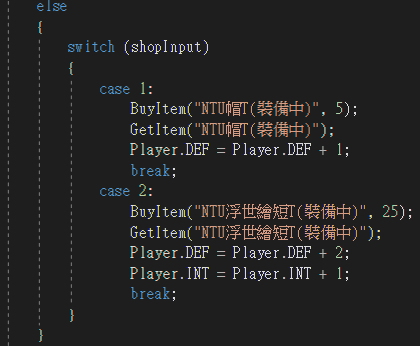 else
{
switch (shopInput)
{
case 1:
BuyItem("NTU帽T(裝備中)", 5);
GetItem("NTU帽T(裝備中)");
Player.DEF = Player.DEF + 1;
break;
case 2:
BuyItem("NTU浮世繪短T(裝備中)", 25);
GetItem("NTU浮世繪短T(裝備中)");
Player.DEF = Player.DEF + 2;
Player.INT = Player.INT + 1;
break;
}
}